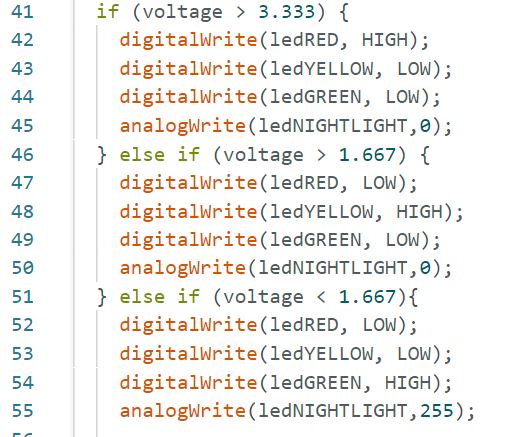 41 if (voltage > 3.333) {
42 digitalWrite(ledRED, HIGH);
43 digitalWrite(ledYELLOW, LOW);
44 digitalWrite(ledGREEN, LOW);
45 analogWrite(ledNIGHTLIGHT,0);
46 } else if (voltage > 1.667) {
47 digitalWrite(ledRED, LOW);
48 digitalWrite(ledYELLOW, HIGH);
49 digitalWrite(ledGREEN, LOW);
50 analogWrite(ledNIGHTLIGHT,0);
51 } else if (voltage < 1.667){
52 digitalWrite(ledRED, LOW);
53 digitalWrite(ledYELLOW, LOW);
54 digitalWrite(ledGREEN, HIGH);
55 analogWrite(ledNIGHTLIGHT,255);